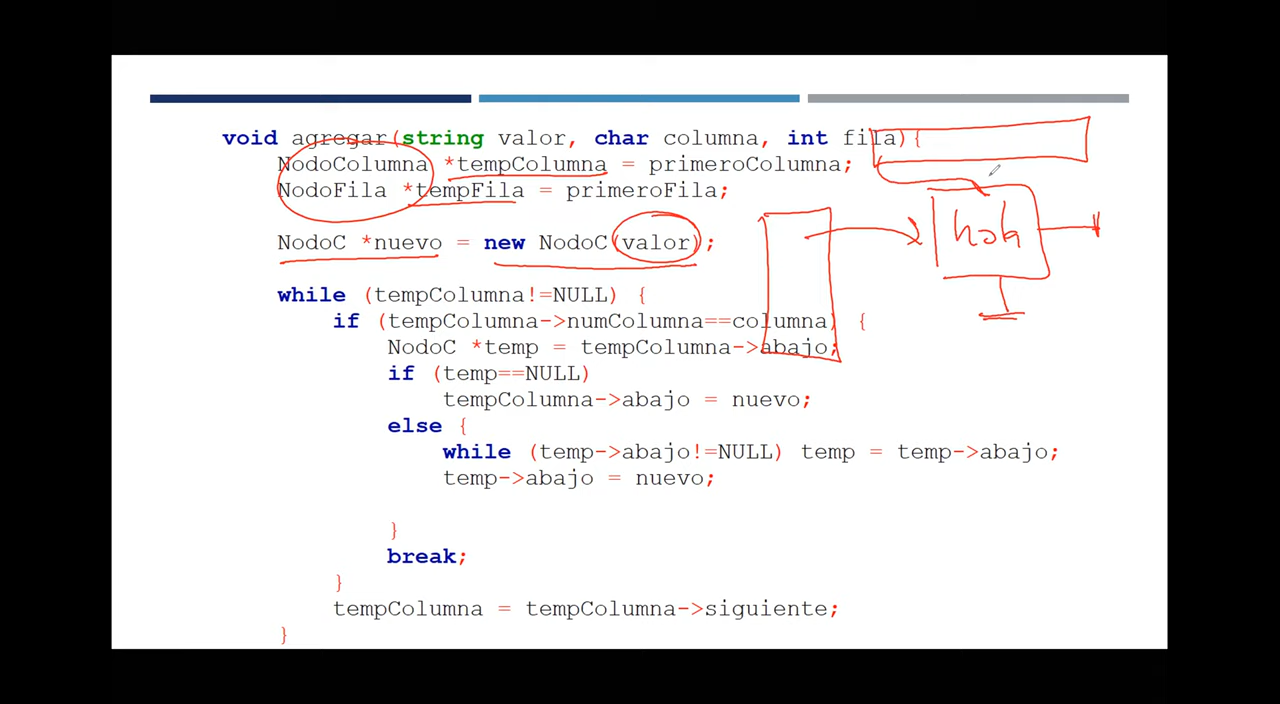 void agregar(string valor, char columna, int fila){
NodoColumna *tempColumna = primeroColumna;
NodoFila *tempFila = primeroFila;
NodoC *nuevo = new NodoC(valor);
hola
while (tempColumna!=NULL) {
if (tempColumna->numColumna==columna) {
NodoC *temp = tempColumna->abajo;
if (temp==NULL)
tempColumna->abajo = nuevo;
else {
while (temp->abajo!=NULL) temp = temp->abajo;
temp->abajo = nuevo;
}
break;
}
tempColumna = tempColumna->siguiente;
}